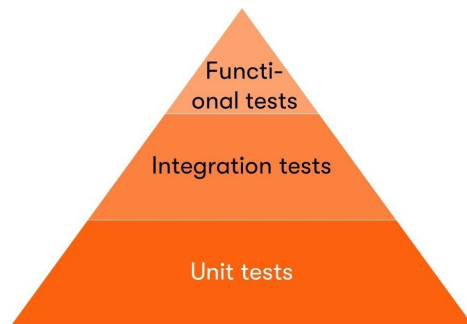 Functi-
onal tests
Integration tests
Unit tests